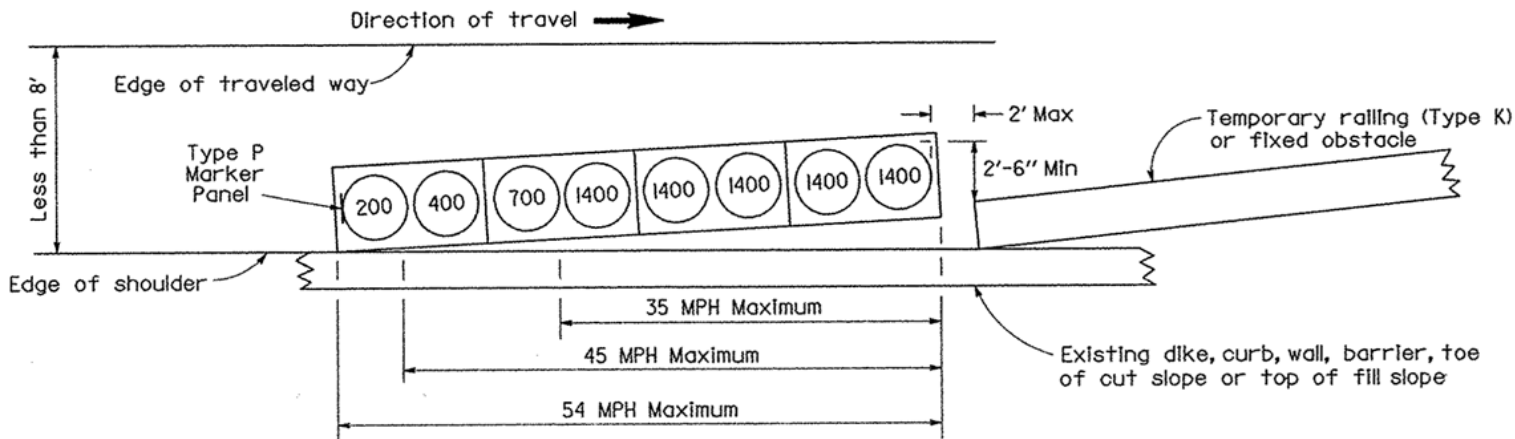 Direction of travel
Edge of traveled way
Less than 8'
Type P
Marker
Panel
2' Max
2'-6" Min
Temporary railing (Type K)
or fixed obstacle
200 400 700 1400 1400 1400 1400 1400
Edge of shoulder
35 MPH Maximum
45 MPH Maximum
54 MPH Maximum
Existing dike, curb, wall, barrier, toe
of cut slope or top of fill slope